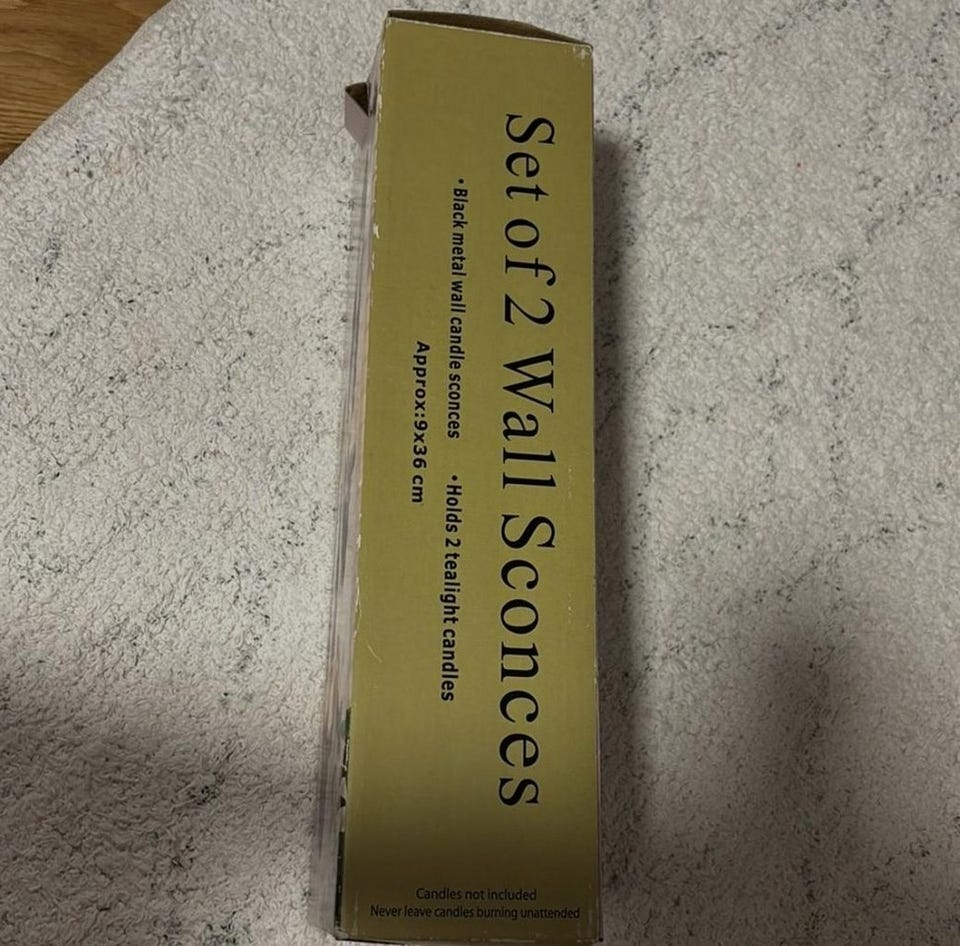 Set of 2 Wall Sconces
• Black metal wall candle sconces • Holds 2 tealight candles
Approx:9x36 cm
Candles not included
Never leave candles burning unattended